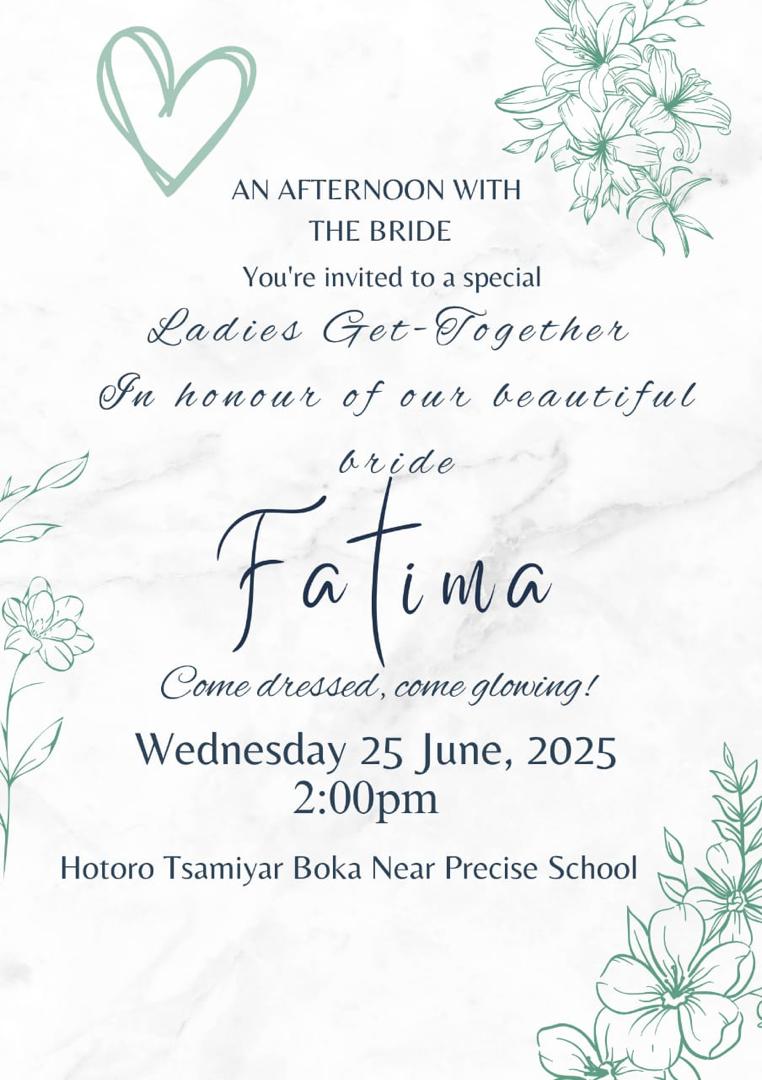 AN AFTERNOON WITH
THE BRIDE
You're invited to a special
Ladies Get-Together
In honour of our beautiful
bride
Fatima
Come dressed, come glowing!
Wednesday 25 June, 2025
2:00pm
Hotoro Tsamiyar Boka Near Precise School